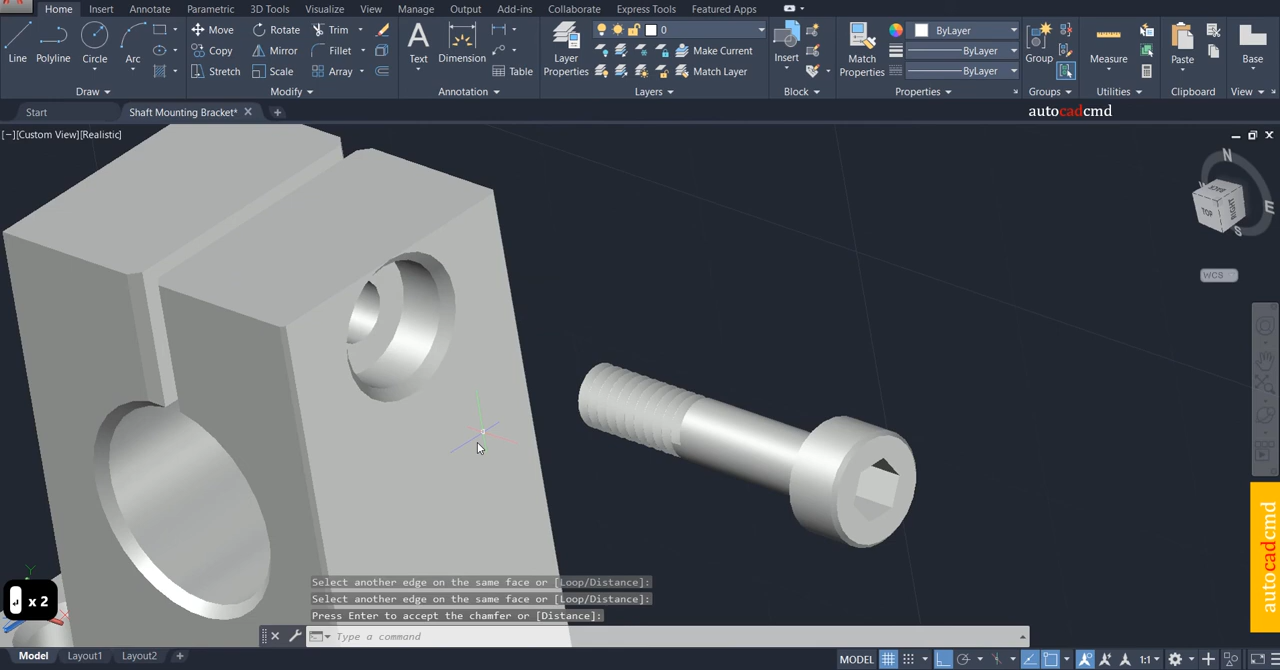 Home Insert Annotate Parametric 3D Tools Visualize View Manage Output Add-ins Collaborate Express Tools Featured Apps
Line Polyline Circle Arc
Move Rotate Trim
Copy Mirror Fillet
Stretch Scale Array
Text Dimension Table
Layer Properties
0
Make Current
Match Layer
Insert
Match Properties
ByLayer
ByLayer
ByLayer
Group
Measure
Paste
Base
Draw Modify Annotation Layers Block Properties Groups Utilities Clipboard View
Start Shaft Mounting Bracket*
autocadcmd
[−][Custom View][Realistic]
N
E
S
BACK
TOP
RIGHT
WCS
autocadcmd
x 2
Y
X
Select another edge on the same face or [Loop/Distance]:
Select another edge on the same face or [Loop/Distance]:
Press Enter to accept the chamfer or [Distance]:
Type a command
Model Layout1 Layout2
MODEL
1:1